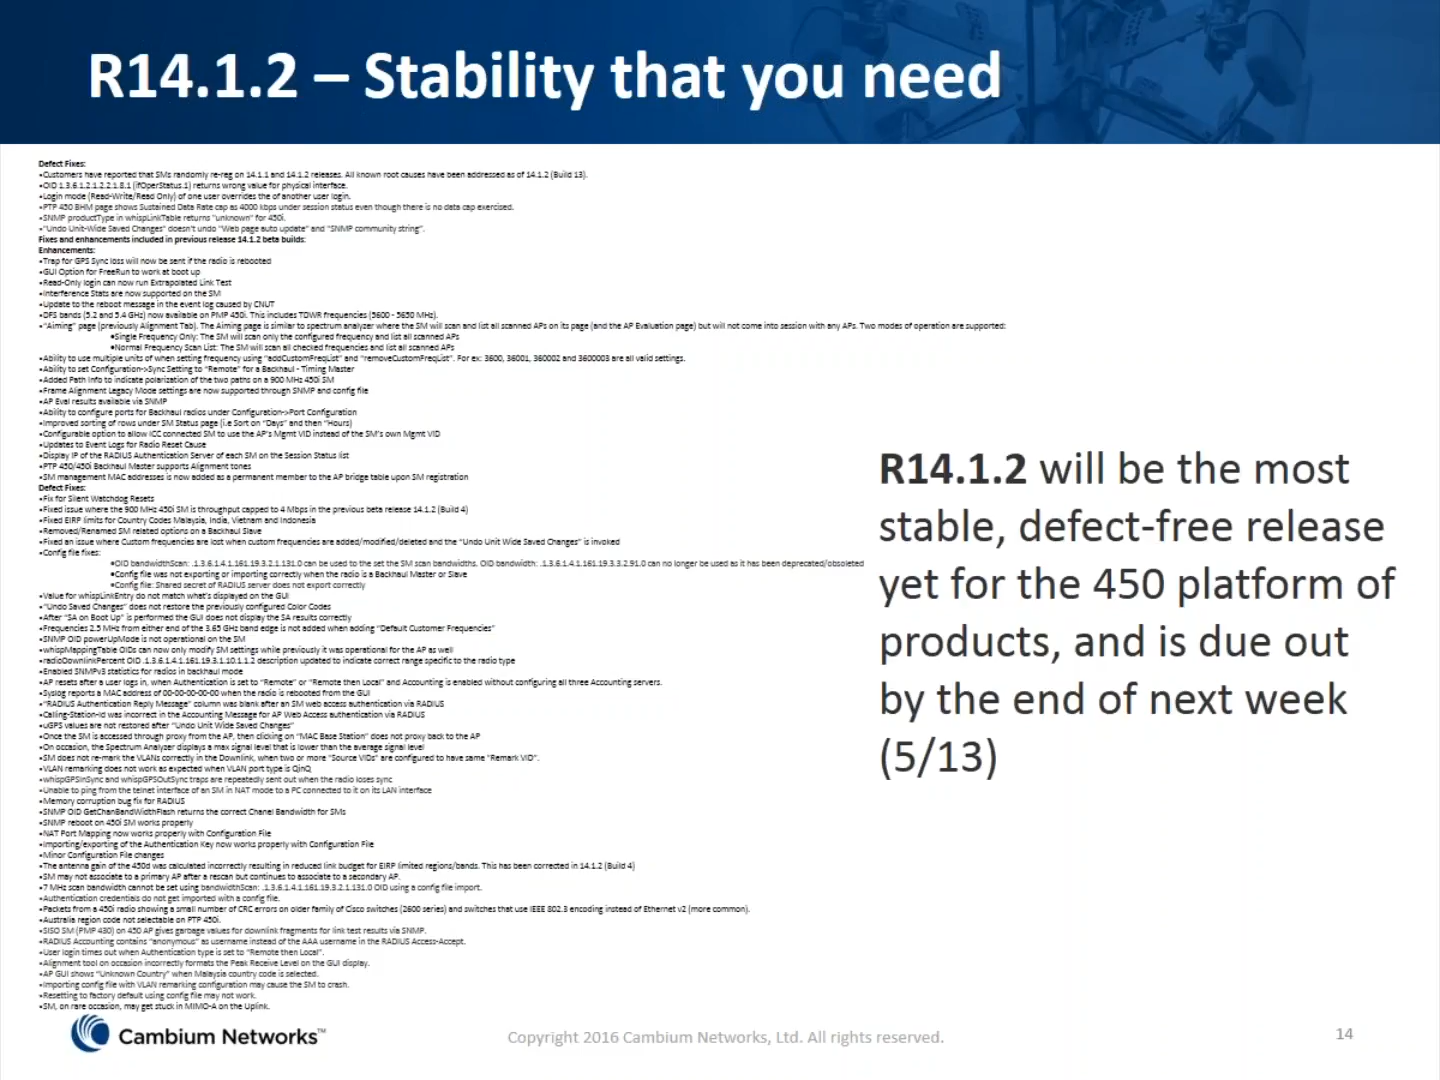 R14.1.2 – Stability that you need
Defect Fixes:
•Customers have reported that SMs randomly re-reg on 14.1.1 and 14.1.2 releases. All known root causes have been addressed as of 14.1.2 (Build 13).
•OID 1.3.6.1.2.1.2.2.1.8.1 (ifOperStatus.1) returns wrong value for physical interface.
•Login mode (Read-Write/Read Only) of one user overrides the of another user login.
•PTP 450 BHM page shows Sustained Data Rate cap as 4000 kbps under session status even though there is no data cap exercised.
•SNMP productType in whispLinkTable returns "unknown" for 450i.
•"Undo Unit-Wide Saved Changes" doesn't undo "Web page auto update" and "SNMP community string".
Fixes and enhancements included in previous release 14.1.2 beta builds:
Enhancements:
•Trap for GPS Sync loss will now be sent if the radio is rebooted
•GUI Option for FreeRun to work at boot up
•Read-Only login can now run Extrapolated Link Test
•Interference Stats are now supported on the SM
•Update to the reboot message in the event log caused by CNUT
•DFS bands (5.2 and 5.4 GHz) now available on PMP 450i. This includes TDWR frequencies (5600 - 5650 MHz).
•"Aiming" page (previously Alignment Tab). The Aiming page is similar to spectrum analyzer where the SM will scan and list all scanned APs on its page (and the AP Evaluation page) but will not come into session with any APs. Two modes of operation are supported:
•Single Frequency Only: The SM will scan only the configured frequency and list all scanned APs
•Normal Frequency Scan List: The SM will scan all checked frequencies and list all scanned APs
•Ability to use multiple units of when setting frequency using "addCustomFreqList" and "removeCustomFreqList". For ex: 3600, 36001, 360002 and 3600003 are all valid settings.
•Ability to set Configuration->Sync Setting to "Remote" for a Backhaul - Timing Master
•Added Path Info to indicate polarization of the two paths on a 900 MHz 450i SM
•Frame Alignment Legacy Mode settings are now supported through SNMP and config file
•AP Eval results available via SNMP
•Ability to configure ports for Backhaul radios under Configuration->Port Configuration
•Improved sorting of rows under SM Status page (i.e Sort on "Days" and then "Hours)
•Configurable option to allow ICC connected SM to use the AP's Mgmt VID instead of the SM's own Mgmt VID
•Updates to Event Logs for Radio Reset Cause
•Display IP of the RADIUS Authentication Server of each SM on the Session Status list
•PTP 450/450i Backhaul Master supports Alignment tones
•SM management MAC addresses is now added as a permanent member to the AP bridge table upon SM registration
Defect Fixes:
•Fix for Silent Watchdog Resets
•Fixed issue where the 900 MHz 450i SM is throughput capped to 4 Mbps in the previous beta release 14.1.2 (Build 4)
•Fixed EIRP limits for Country Codes Malaysia, India, Vietnam and Indonesia
•Removed/Renamed SM related options on a Backhaul Slave
•Fixed an issue where Custom frequencies are lost when custom frequencies are added/modified/deleted and the "Undo Unit Wide Saved Changes" is invoked
•Config file fixes:
•OID bandwidthScan: .1.3.6.1.4.1.161.19.3.2.1.131.0 can be used to the set the SM scan bandwidths. OID bandwidth: .1.3.6.1.4.1.161.19.3.3.2.91.0 can no longer be used as it has been deprecated/obsoleted
•Config file was not exporting or importing correctly when the radio is a Backhaul Master or Slave
•Config file: Shared secret of RADIUS server does not export correctly
•Value for whispLinkEntry do not match what's displayed on the GUI
•"Undo Saved Changes" does not restore the previously configured Color Codes
•After "SA on Boot Up" is performed the GUI does not display the SA results correctly
•Frequencies 2.5 MHz from either end of the 3.65 GHz band edge is not added when adding "Default Customer Frequencies"
•SNMP OID powerUpMode is not operational on the SM
•whispMappingTable OIDs can now only modify SM settings while previously it was operational for the AP as well
•radioDownlinkPercent OID .1.3.6.1.4.1.161.19.3.1.10.1.1.2 description updated to indicate correct range specific to the radio type
•Enabled SNMPv3 statistics for radios in backhaul mode
•AP resets after a user logs in, when Authentication is set to "Remote" or "Remote then Local" and Accounting is enabled without configuring all three Accounting servers.
•Syslog reports a MAC address of 00-00-00-00-00 when the radio is rebooted from the GUI
•"RADIUS Authentication Reply Message" column was blank after an SM web access authentication via RADIUS
•Calling-Station-Id was incorrect in the Accounting Message for AP Web Access authentication via RADIUS
•uGPS values are not restored after "Undo Unit Wide Saved Changes"
•Once the SM is accessed through proxy from the AP, then clicking on "MAC Base Station" does not proxy back to the AP
•On occasion, the Spectrum Analyzer displays a max signal level that is lower than the average signal level
•SM does not re-mark the VLANs correctly in the Downlink, when two or more "Source VIDs" are configured to have same "Remark VID".
•VLAN remarking does not work as expected when VLAN port type is QinQ
•whispGPSInSync and whispGPSOutSync traps are repeatedly sent out when the radio loses sync
•Unable to ping from the telnet interface of an SM in NAT mode to a PC connected to it on its LAN interface
•Memory corruption bug fix for RADIUS
•SNMP OID GetChanBandWidthFlash returns the correct Chanel Bandwidth for SMs
•SNMP reboot on 450i SM works properly
•NAT Port Mapping now works properly with Configuration File
•Importing/exporting of the Authentication Key now works properly with Configuration File
•Minor Configuration File changes
•The antenna gain of the 450d was calculated incorrectly resulting in reduced link budget for EIRP limited regions/bands. This has been corrected in 14.1.2 (Build 4)
•SM may not associate to a primary AP after a rescan but continues to associate to a secondary AP.
•7 MHz scan bandwidth cannot be set using bandwidthScan: .1.3.6.1.4.1.161.19.3.2.1.131.0 OID using a config file import.
•Authentication credentials do not get imported with a config file.
•Packets from a 450i radio showing a small number of CRC errors on older family of Cisco switches (2600 series) and switches that use IEEE 802.3 encoding instead of Ethernet v2 (more common).
•Australia region code not selectable on PTP 450i.
•SISO SM (PMP 430) on 450 AP gives garbage values for downlink fragments for link test results via SNMP.
•RADIUS Accounting contains "anonymous" as username instead of the AAA username in the RADIUS Access-Accept.
•User login times out when Authentication type is set to "Remote then Local".
•Alignment tool on occasion incorrectly formats the Peak Receive Level on the GUI display.
•AP GUI shows "Unknown Country" when Malaysia country code is selected.
•Importing config file with VLAN remarking configuration may cause the SM to crash.
•Resetting to factory default using config file may not work.
•SM, on rare occasion, may get stuck in MIMO-A on the Uplink.
R14.1.2 will be the most
stable, defect-free release
yet for the 450 platform of
products, and is due out
by the end of next week
(5/13)
Cambium Networks™
Copyright 2016 Cambium Networks, Ltd. All rights reserved.
14